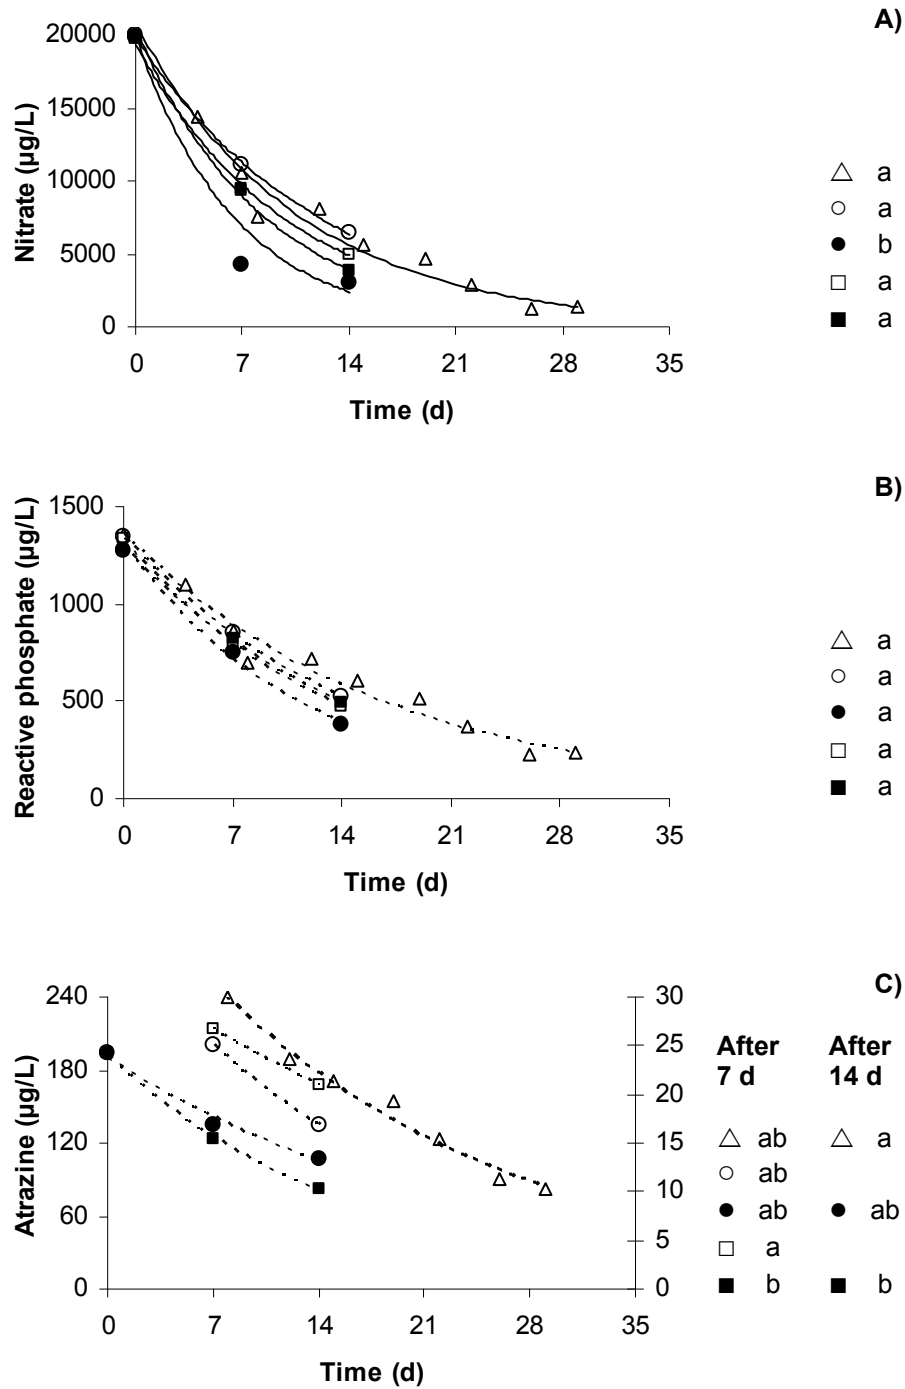 A)
20000
15000
10000
5000
0
Nitrate (µg/L)
0 7 14 21 28 35
Time (d)
a
a
b
a
a
B)
1500
1000
500
0
Reactive phosphate (µg/L)
0 7 14 21 28 35
Time (d)
a
a
a
a
a
C)
240
180
120
60
0
Atrazine (µg/L)
30
25
20
15
10
5
0
0 7 14 21 28 35
Time (d)
After After
7 d 14 d
ab a
ab
ab ab
a
b b